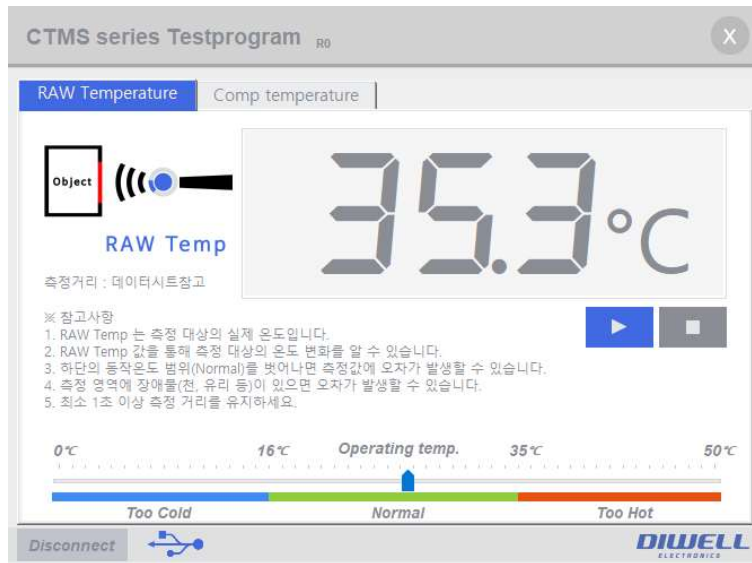 CTMS series Testprogram R0
X
RAW Temperature Comp temperature
Object
35.3°C
RAW Temp
측정거리 : 데이터시트참고
※ 참고사항
1. RAW Temp 는 측정 대상의 실제 온도입니다.
2. RAW Temp 값을 통해 측정 대상의 온도 변화를 알 수 있습니다.
3. 하단의 동작온도 범위(Normal)를 벗어나면 측정값에 오차가 발생할 수 있습니다.
4. 측정 영역에 장애물(천, 유리 등)이 있으면 오차가 발생할 수 있습니다.
5. 최소 1초 이상 측정 거리를 유지하세요.
0℃ 16℃ Operating temp. 35℃ 50℃
Too Cold Normal Too Hot
Disconnect
DIWELL
ELECTRONICS